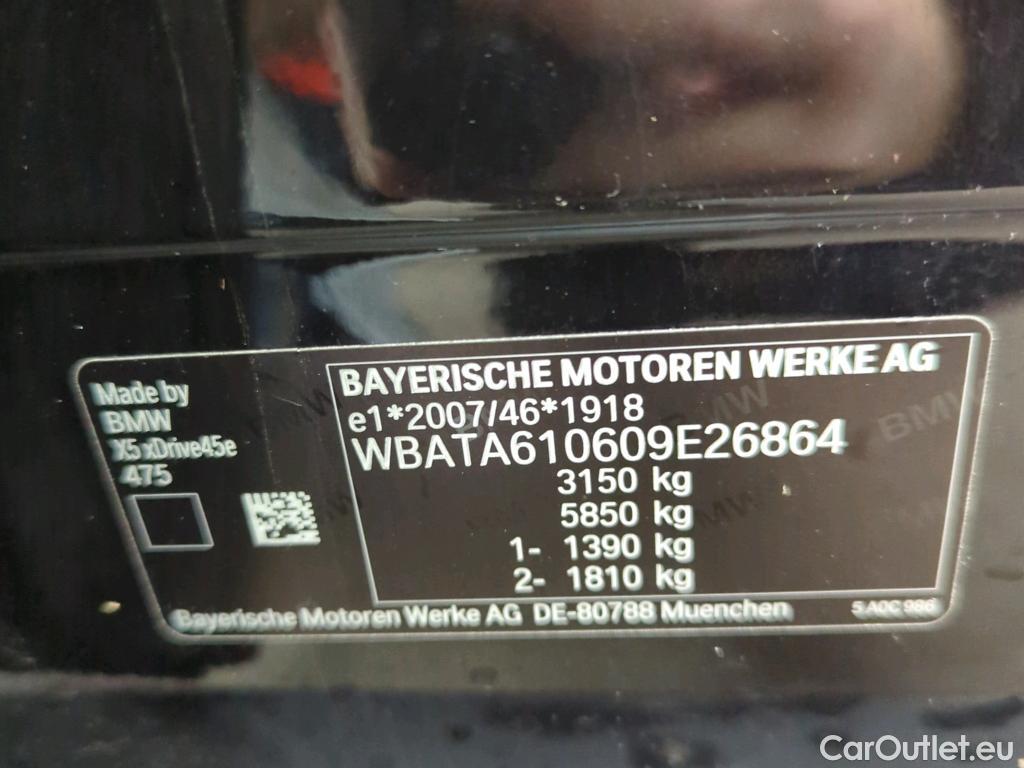 Made by
BMW
X5 xDrive45e
475
BAYERISCHE MOTOREN WERKE AG
e1*2007/46*1918
WBATA610609E26864
3150 kg
5850 kg
1- 1390 kg
2- 1810 kg
Bayerische Motoren Werke AG DE-80788 Muenchen
5 A0C 986
CarOutlet.eu